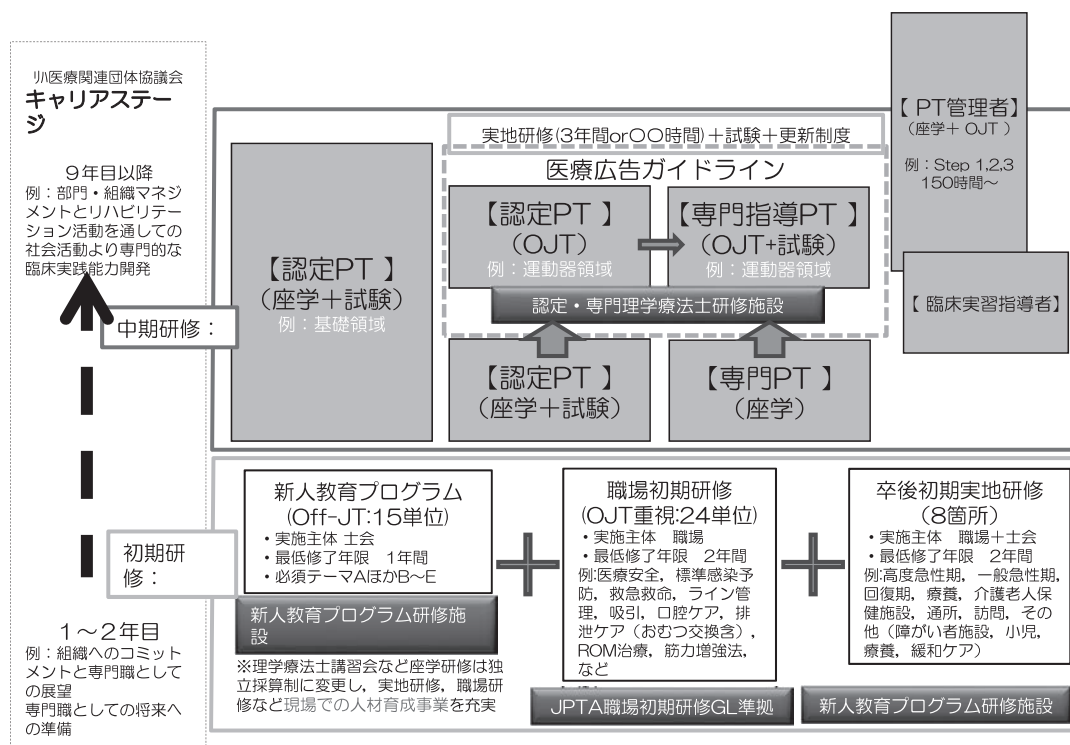 リハ医療関連団体協議会
キャリアステー
ジ
9年目以降
例：部門・組織マネジ
メントとリハビリテー
ション活動を通しての
社会活動より専門的な
臨床実践能力開発
中期研修：
初期研
修：
1～2年目
例：組織へのコミット
メントと専門職として
の展望
専門職としての将来へ
の準備
【認定PT 】
(座学＋試験)
例：基礎領域
実地研修(3年間or〇〇時間)＋試験＋更新制度
医療広告ガイドライン
【認定PT 】
(OJT)
例：運動器領域
【専門指導PT 】
(OJT+試験)
例：運動器領域
認定・専門理学療法士研修施設
【認定PT 】
(座学＋試験)
【専門PT 】
(座学)
【 PT管理者】
(座学＋ OJT )
例：Step 1,2,3
150時間～
【 臨床実習指導者】
新人教育プログラム
(Off-JT:15単位)
・実施主体 士会
・最低修了年限　1年間
・必須テーマAほかB～E
新人教育プログラム研修施
設
※理学療法士講習会など座学研修は独
立採算制に変更し，実地研修，職場研
修など現場での人材育成事業を充実
職場初期研修
(OJT重視:24単位)
・実施主体　職場
・最低修了年限　2年間
例:医療安全，標準感染予
防，救急救命，ライン管
理，吸引，口腔ケア，排
泄ケア（おむつ交換含），
ROM治療，筋力増強法，
など
JPTA職場初期研修GL準拠
卒後初期実地研修
(8箇所)
・実施主体　職場＋士会
・最低修了年限　2年間
例:高度急性期，一般急性期，
回復期，療養，介護老人保
健施設，通所，訪問，その
他（障がい者施設，小児，
療養，緩和ケア）
新人教育プログラム研修施設